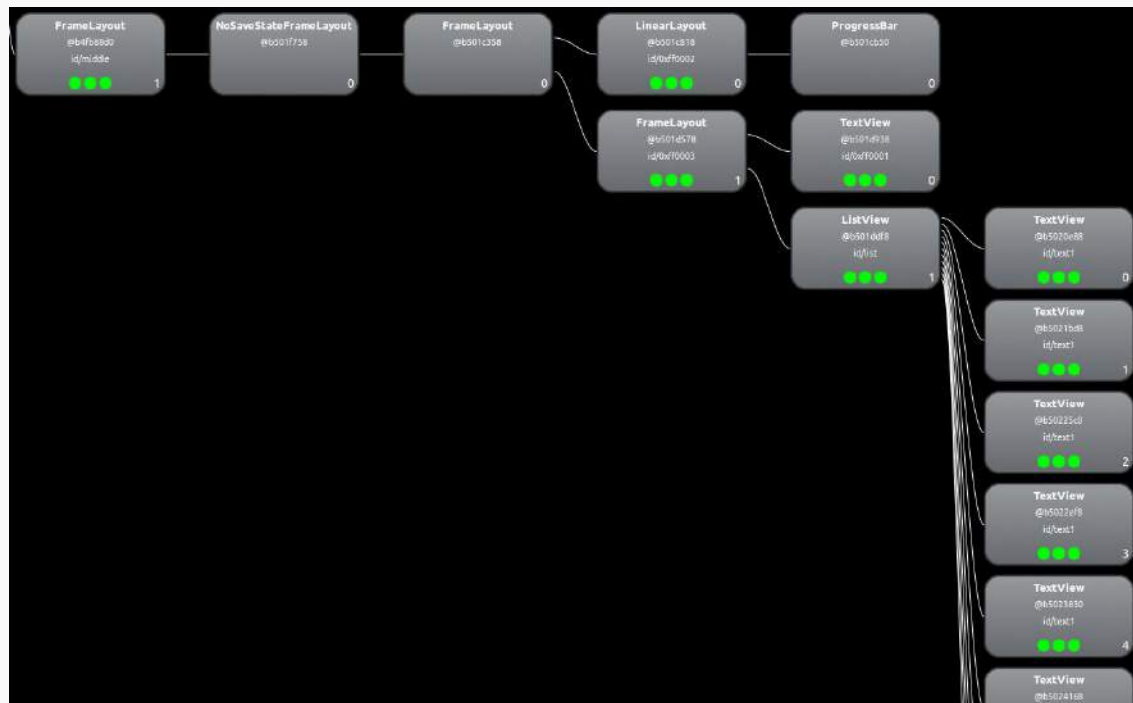 FrameLayout
@b4fb88d0
id/middle
1
NoSaveStateFrameLayout
@b501f758
0
FrameLayout
@b501c358
0
LinearLayout
@b501c818
id/0xff0002
0
ProgressBar
@b501cb50
0
FrameLayout
@b501d578
id/0xff0003
1
TextView
@b501d938
id/0xff0001
0
ListView
@b501ddf8
id/list
1
TextView
@b5020e88
id/text1
0
TextView
@b5021bd8
id/text1
1
TextView
@b50225c8
id/text1
2
TextView
@b5022ef8
id/text1
3
TextView
@b5023830
id/text1
4
TextView
@b5024168